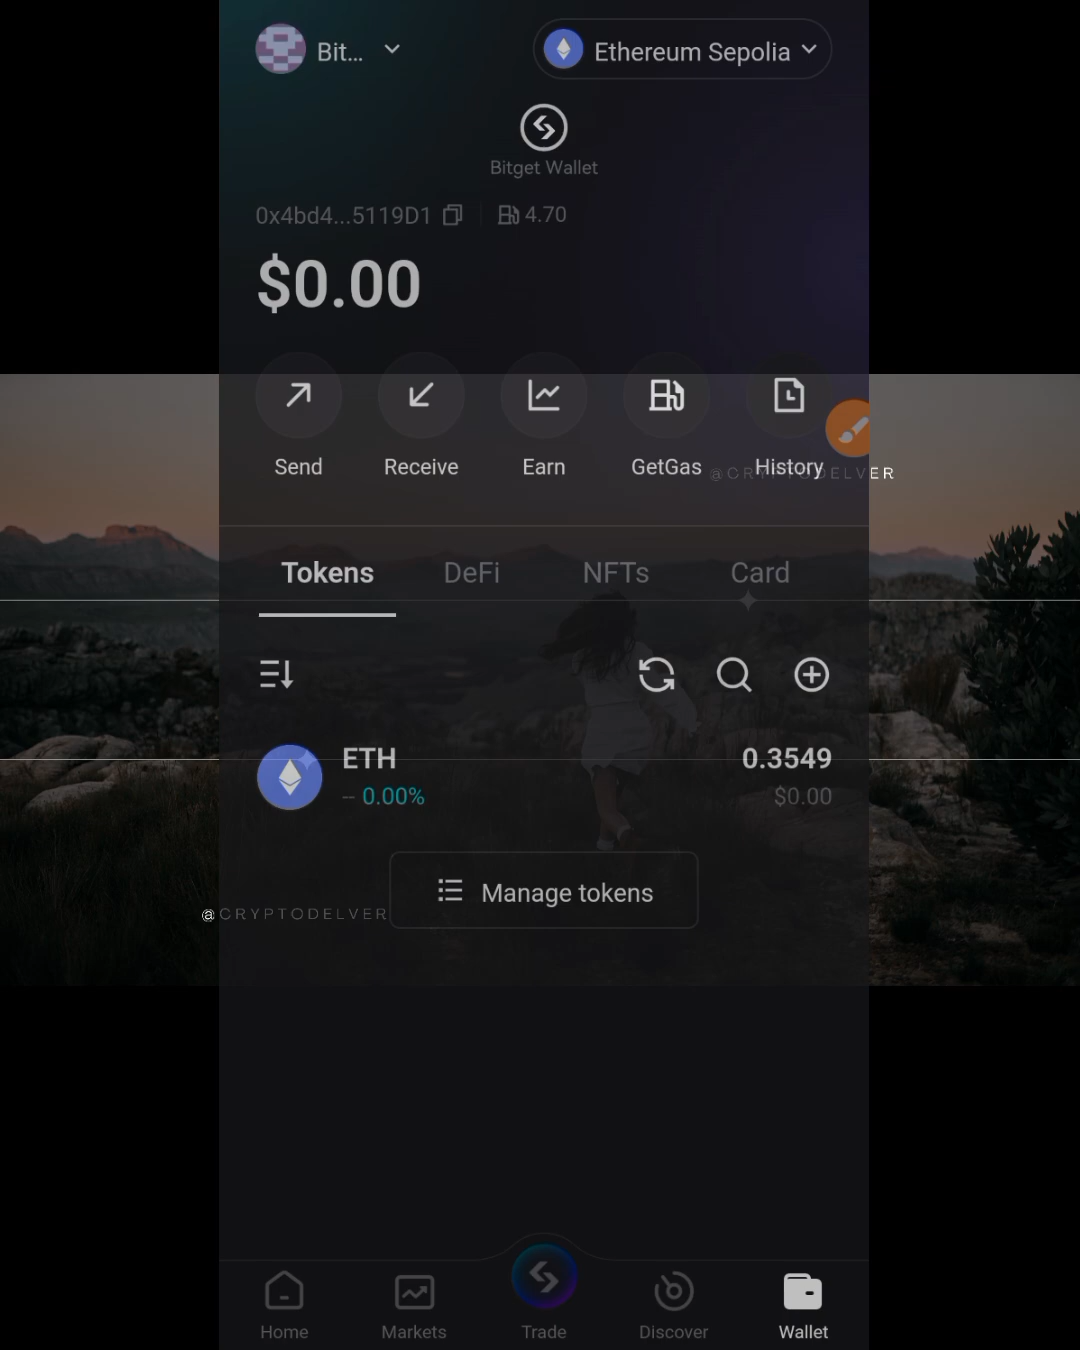 Bit...
Ethereum Sepolia
Bitget Wallet
0x4bd4...5119D1
4.70
$0.00
Send
Receive
Earn
GetGas
History
@CRYPTODELVER
Tokens
DeFi
NFTs
Card
ETH
0.3549
-- 0.00%
$0.00
Manage tokens
@CRYPTODELVER
Home
Markets
Trade
Discover
Wallet